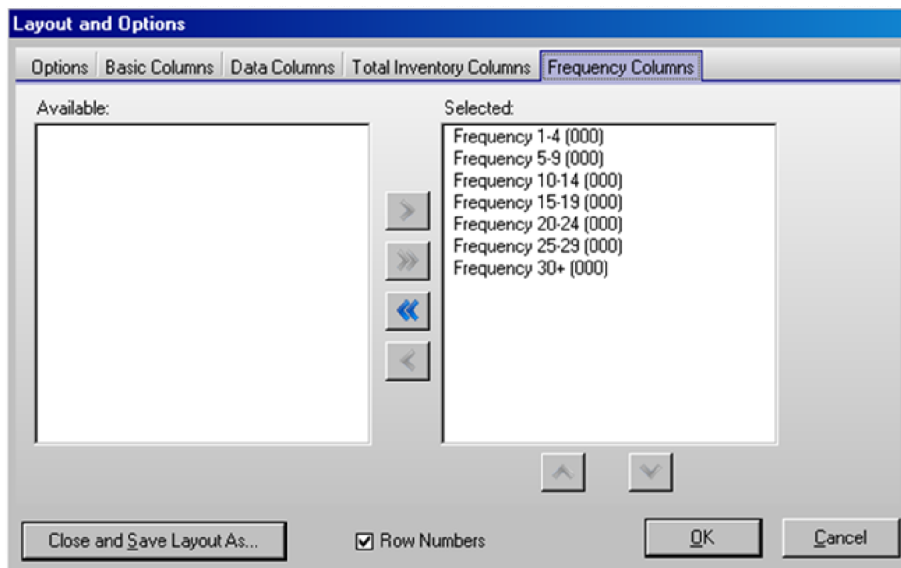 Layout and Options
Options Basic Columns Data Columns Total Inventory Columns Frequency Columns
Available: Selected:
Frequency 1-4 (000)
Frequency 5-9 (000)
Frequency 10-14 (000)
Frequency 15-19 (000)
Frequency 20-24 (000)
Frequency 25-29 (000)
Frequency 30+ (000)
Close and Save Layout As... Row Numbers OK Cancel